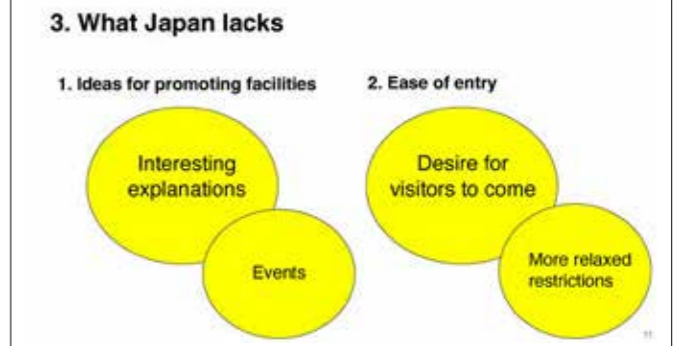 3. What Japan lacks
1. Ideas for promoting facilities
2. Ease of entry
Interesting
explanations
Events
Desire for
visitors to come
More relaxed
restrictions